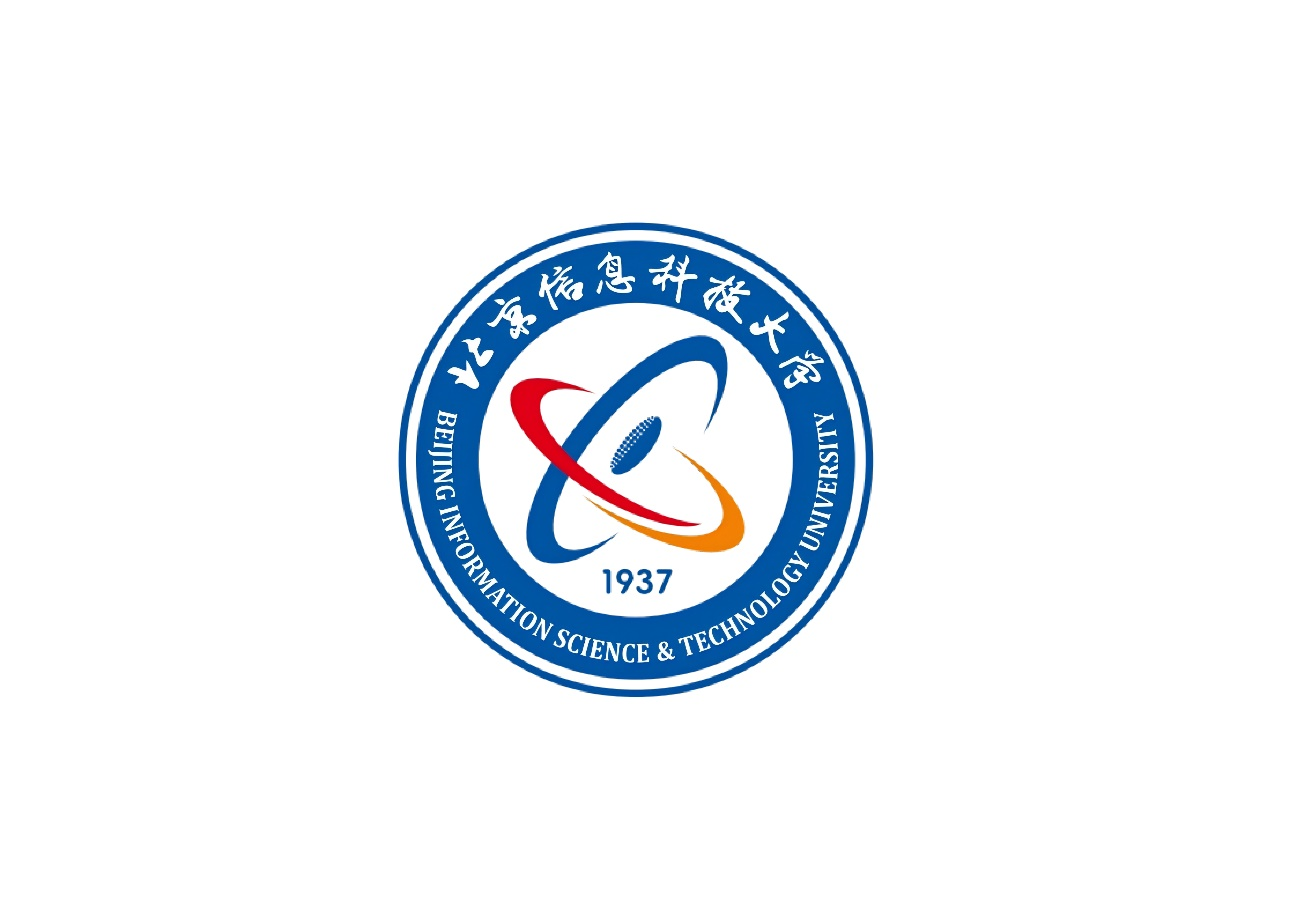 北京信息科技大学
1937
BEIJING INFORMATION SCIENCE & TECHNOLOGY UNIVERSITY